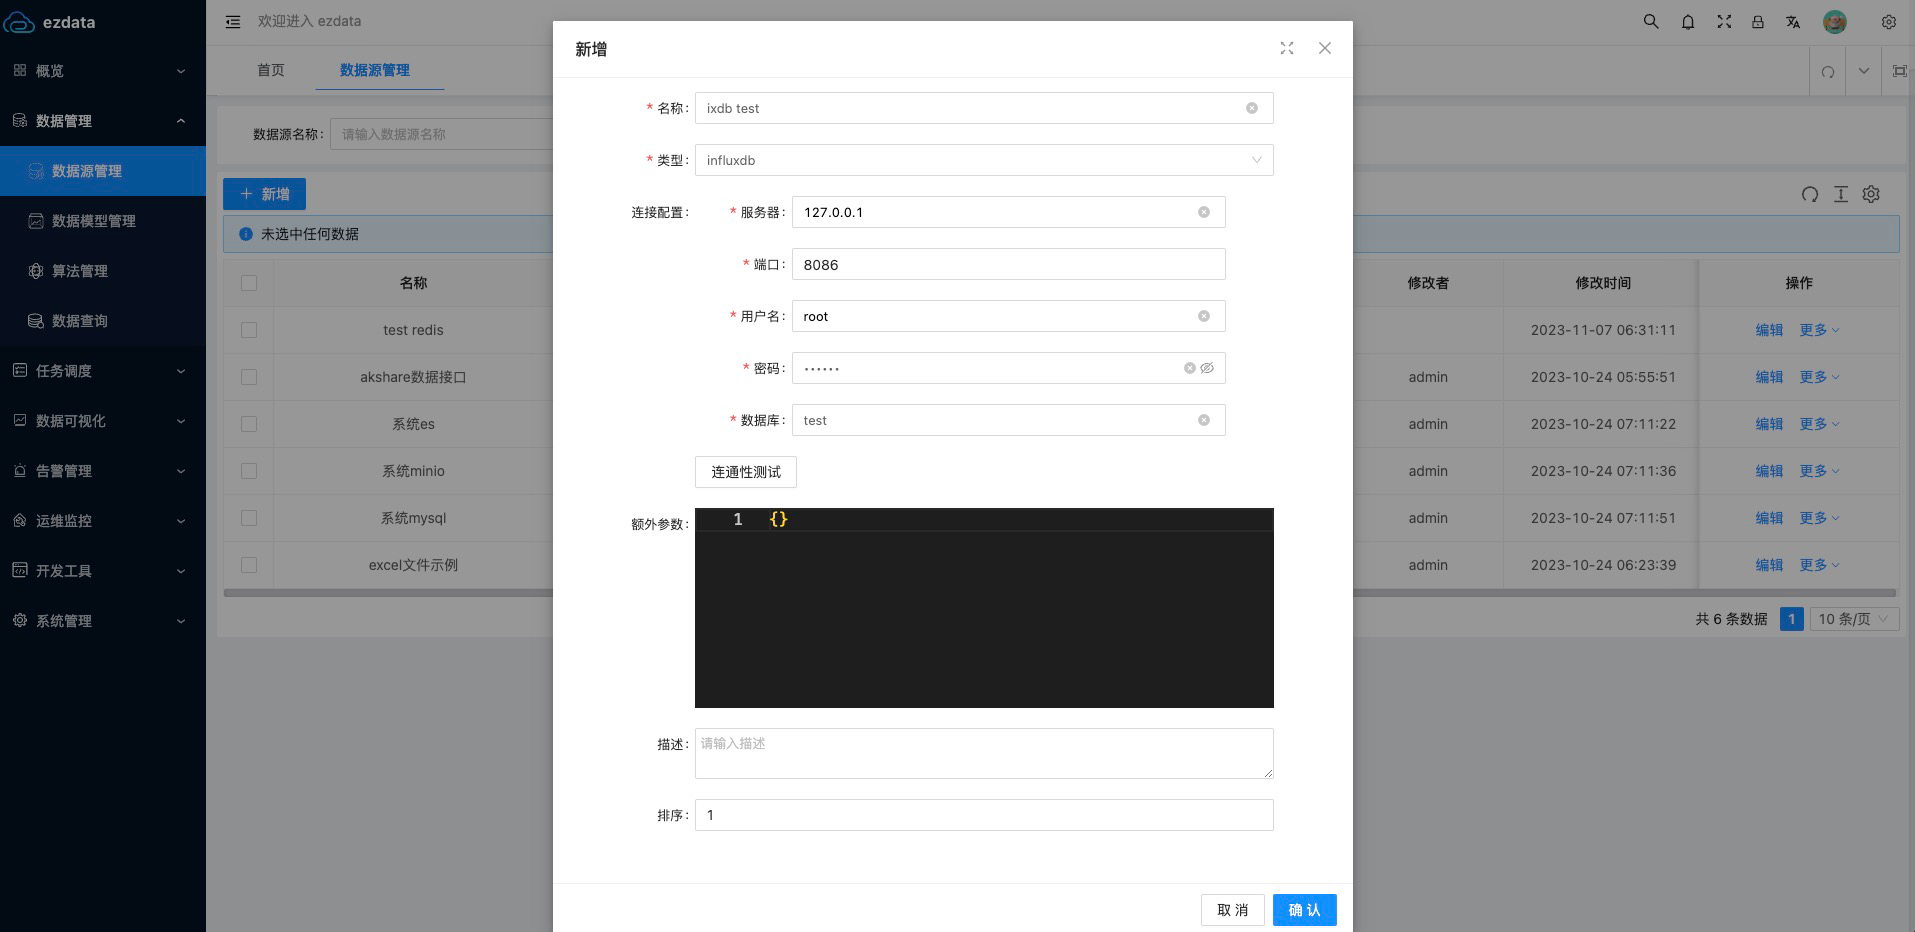 ezdata
概览
数据管理
数据源管理
数据模型管理
算法管理
数据查询
任务调度
数据可视化
告警管理
运维监控
开发工具
系统管理
欢迎进入 ezdata
首页 数据源管理
数据源名称: 请输入数据源名称
新增
未选中任何数据
名称 修改者 修改时间 操作
test redis 2023-11-07 06:31:11 编辑 更多
akshare数据接口 admin 2023-10-24 05:55:51 编辑 更多
系统es admin 2023-10-24 07:11:22 编辑 更多
系统minio admin 2023-10-24 07:11:36 编辑 更多
系统mysql admin 2023-10-24 07:11:51 编辑 更多
excel文件示例 admin 2023-10-24 06:23:39 编辑 更多
共 6 条数据 1 10 条/页
新增
* 名称: ixdb test
* 类型: influxdb
连接配置: * 服务器: 127.0.0.1
* 端口: 8086
* 用户名: root
* 密码: ••••••
* 数据库: test
连通性测试
额外参数: 1 {}
描述: 请输入描述
排序: 1
取 消 确 认